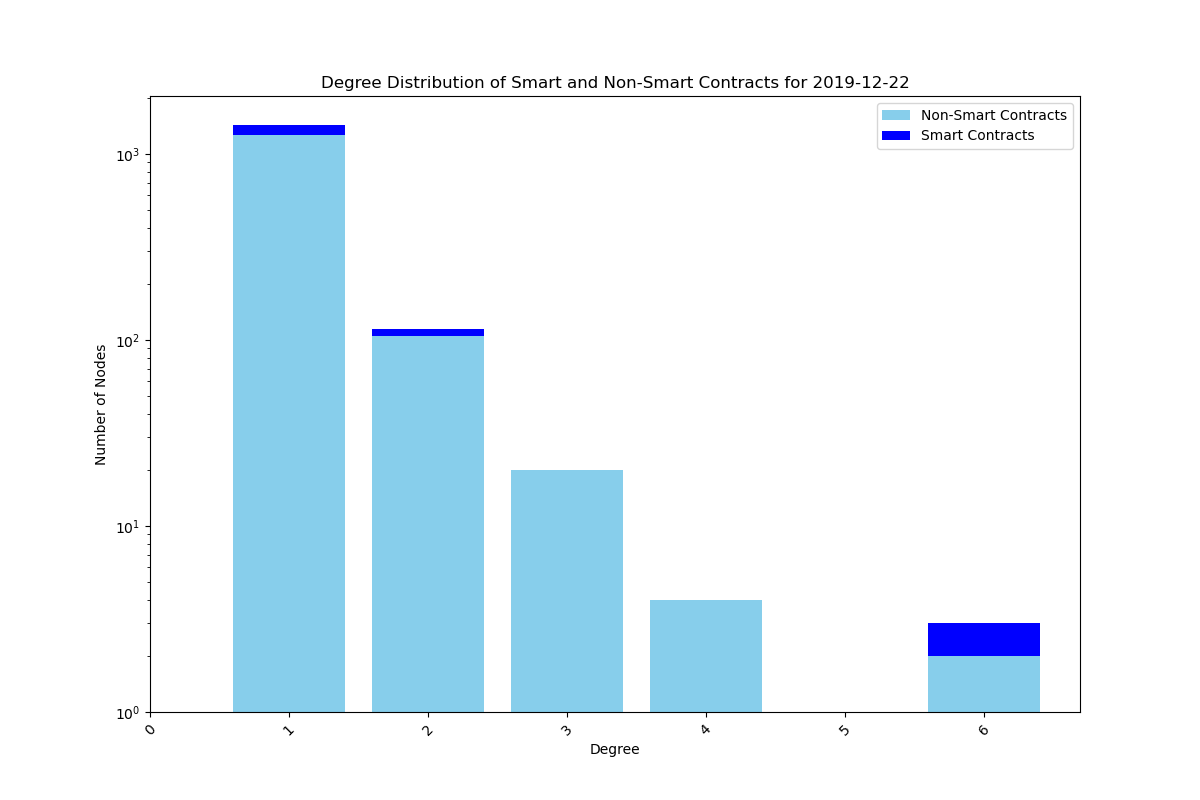 Degree Distribution of Smart and Non-Smart Contracts for 2019-12-22
Non-Smart Contracts
Smart Contracts
Number of Nodes
10³
10²
10¹
10⁰
0 1 2 3 4 5 6
Degree